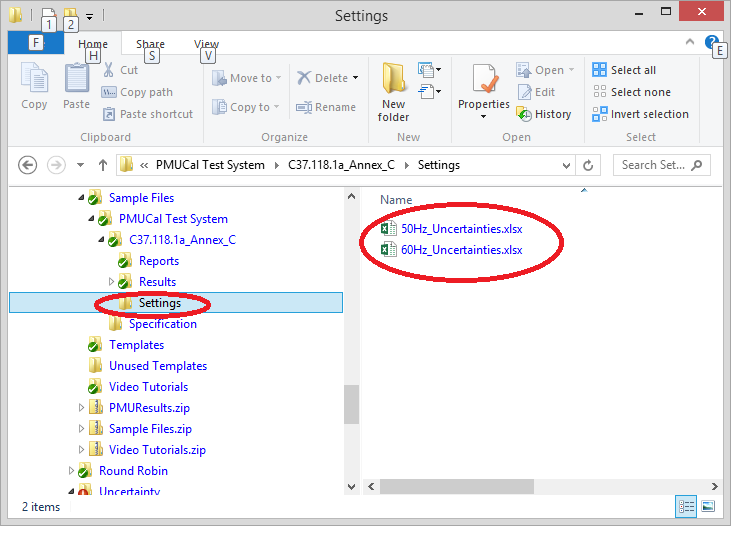 Settings
1 2
F Home Share View E
H S V
Copy
Paste
Cut
Copy path
Paste shortcut
Clipboard
Move to
Copy to
Delete
Rename
Organize
New
folder
New
Properties
Open
Edit
History
Open
Select all
Select none
Invert selection
Select
« PMUCal Test System C37.118.1a_Annex_C Settings
Search Set...
Sample Files
PMUCal Test System
C37.118.1a_Annex_C
Reports
Results
Settings
Specification
Templates
Unused Templates
Video Tutorials
PMUResults.zip
Sample Files.zip
Video Tutorials.zip
Round Robin
Uncertainty
Name
50Hz_Uncertainties.xlsx
60Hz_Uncertainties.xlsx
2 items